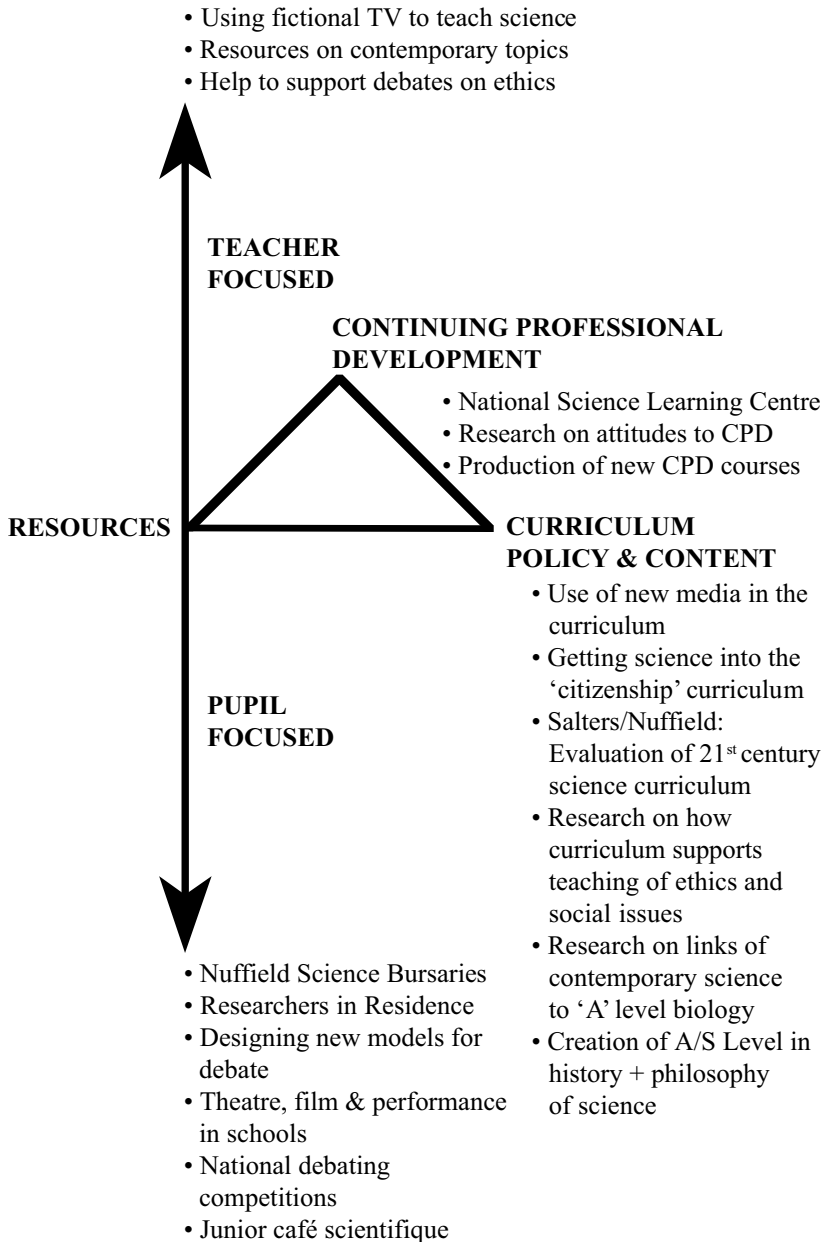 • Using fictional TV to teach science
• Resources on contemporary topics
• Help to support debates on ethics
TEACHER
FOCUSED
CONTINUING PROFESSIONAL
DEVELOPMENT
• National Science Learning Centre
• Research on attitudes to CPD
• Production of new CPD courses
RESOURCES
CURRICULUM
POLICY & CONTENT
• Use of new media in the
curriculum
• Getting science into the
‘citizenship’ curriculum
• Salters/Nuffield:
Evaluation of 21st century
science curriculum
• Research on how
curriculum supports
teaching of ethics and
social issues
• Research on links of
contemporary science
to ‘A’ level biology
• Creation of A/S Level in
history + philosophy
of science
PUPIL
FOCUSED
• Nuffield Science Bursaries
• Researchers in Residence
• Designing new models for
debate
• Theatre, film & performance
in schools
• National debating
competitions
• Junior café scientifique